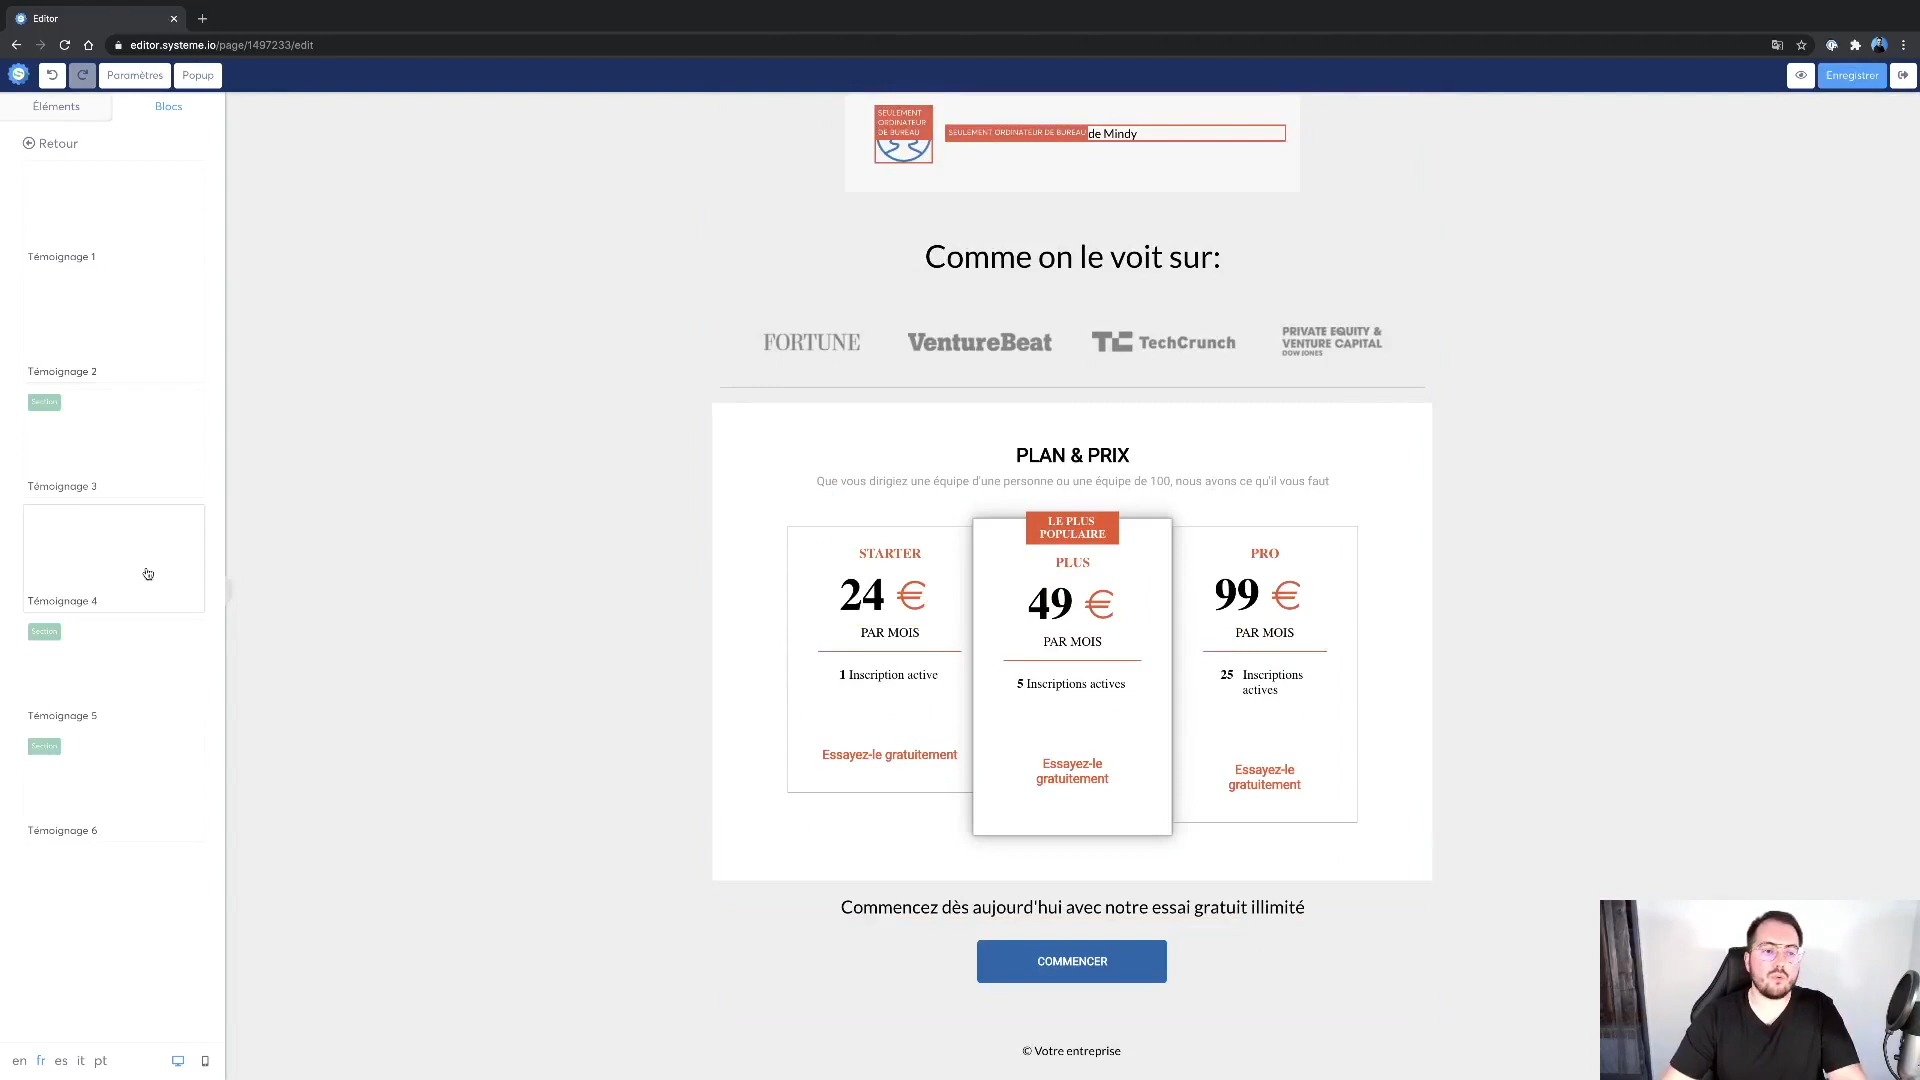 Editor
editor.systeme.io/page/1497233/edit
Paramètres
Popup
Enregistrer
Éléments
Blocs
Retour
Témoignage 1
Témoignage 2
Section
Témoignage 3
Témoignage 4
Section
Témoignage 5
Section
Témoignage 6
en fr es it pt
SEULEMENT
ORDINATEUR
DE BUREAU
SEULEMENT ORDINATEUR DE BUREAU de Mindy
Comme on le voit sur:
FORTUNE
VentureBeat
TC TechCrunch
PRIVATE EQUITY &
VENTURE CAPITAL
DOW JONES
PLAN & PRIX
Que vous dirigiez une équipe d'une personne ou une équipe de 100, nous avons ce qu'il vous faut
STARTER
24 €
PAR MOIS
1 Inscription active
Essayez-le gratuitement
LE PLUS
POPULAIRE
PLUS
49 €
PAR MOIS
5 Inscriptions actives
Essayez-le
gratuitement
PRO
99 €
PAR MOIS
25 Inscriptions
actives
Essayez-le
gratuitement
Commencez dès aujourd'hui avec notre essai gratuit illimité
COMMENCER
© Votre entreprise